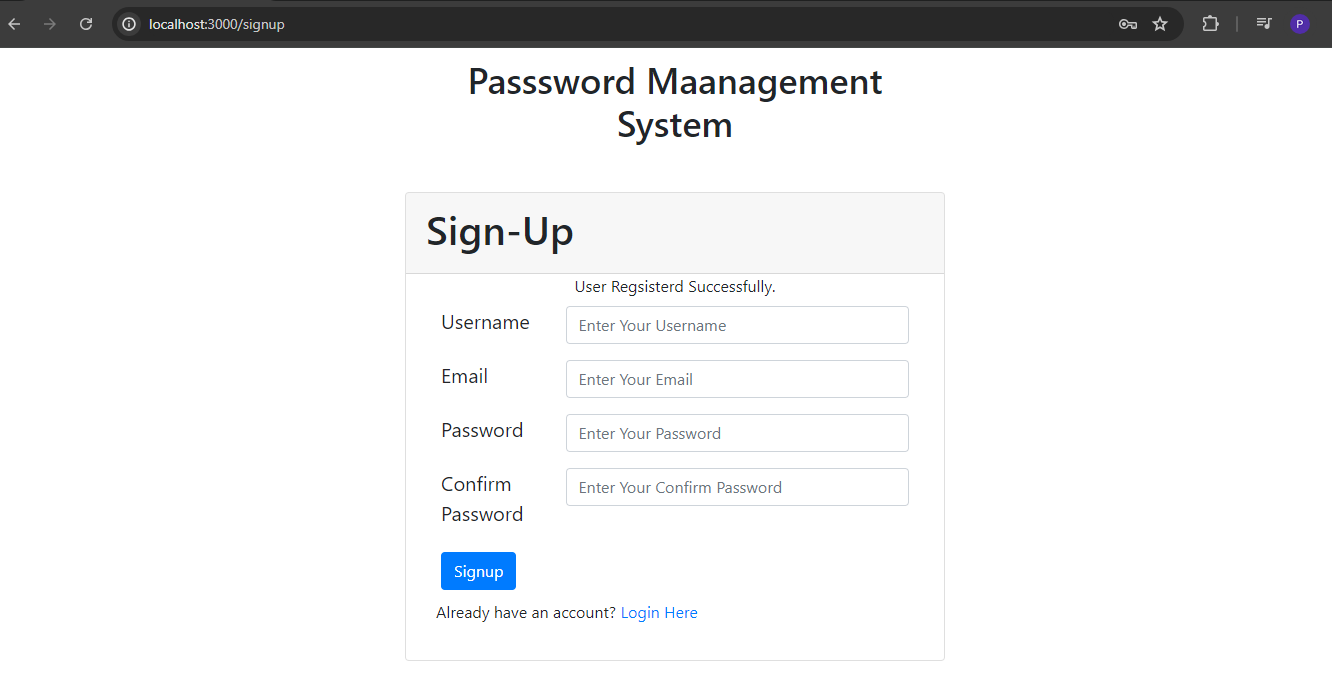 localhost:3000/signup
P
Passsword Maanagement
System
Sign-Up
User Regsisterd Successfully.
Username
Enter Your Username
Email
Enter Your Email
Password
Enter Your Password
Confirm
Password
Enter Your Confirm Password
Signup
Already have an account? Login Here